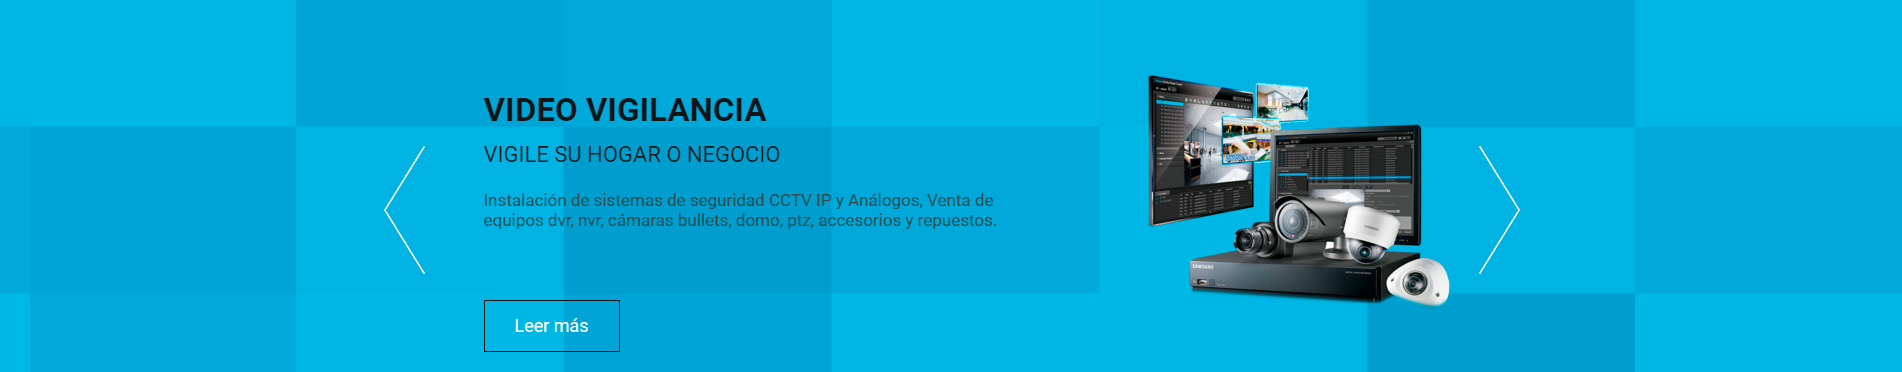 VIDEO VIGILANCIA
VIGILE SU HOGAR O NEGOCIO
Instalación de sistemas de seguridad CCTV IP y Análogos, Venta de
equipos dvr, nvr, cámaras bullets, domo, ptz, accesorios y repuestos.
Leer más
SAMSUNG